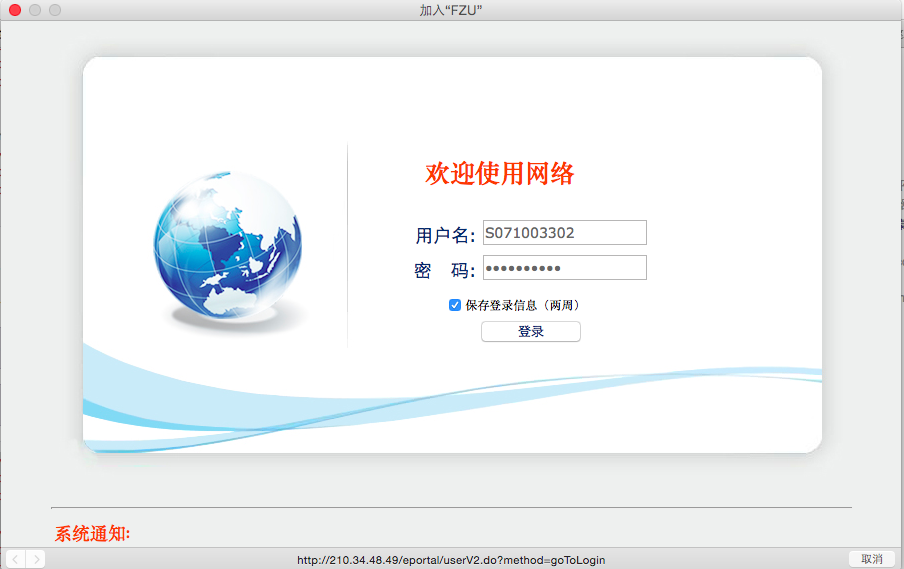 加入“FZU”
欢迎使用网络
用户名: S071003302
密 码: ••••••••••
保存登录信息（两周）
登录
系统通知:
http://210.34.48.49/eportal/userV2.do?method=goToLogin
取消